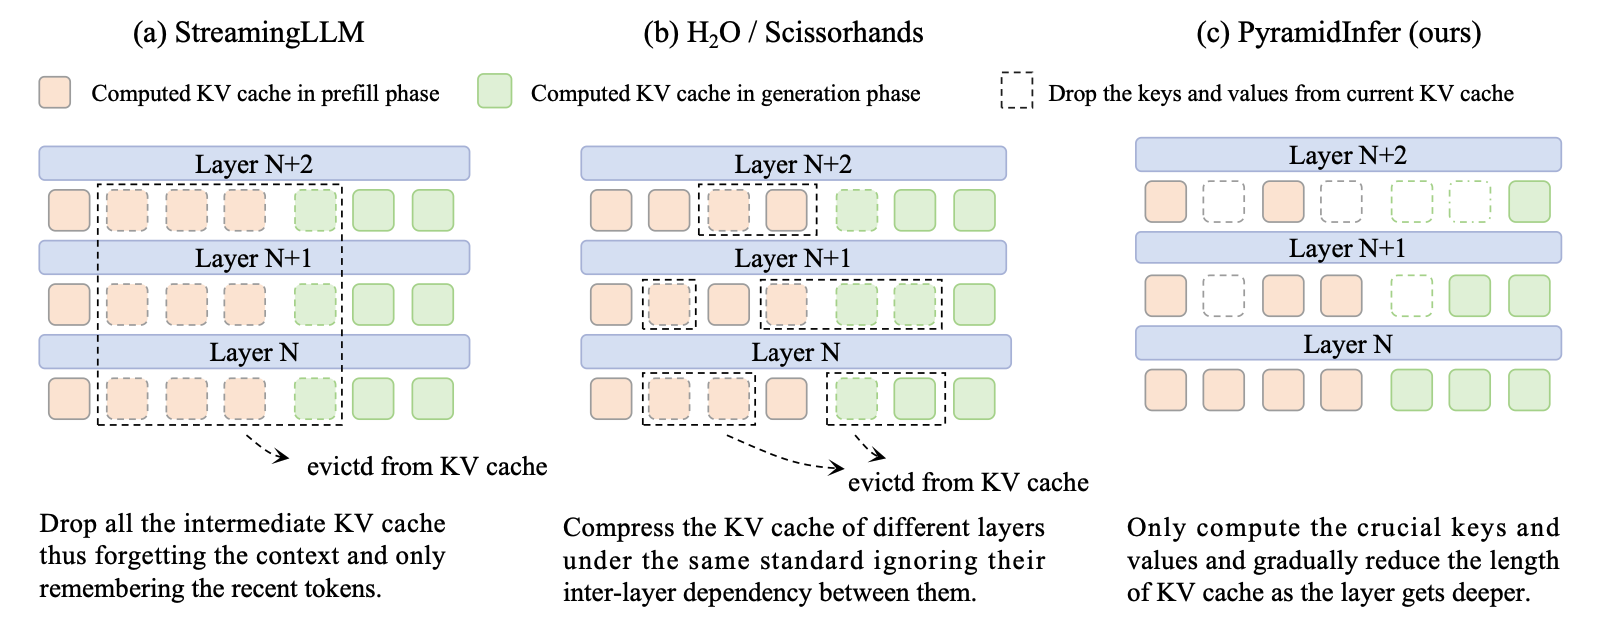 (a) StreamingLLM
(b) H₂O / Scissorhands
(c) PyramidInfer (ours)
Computed KV cache in prefill phase
Computed KV cache in generation phase
Drop the keys and values from current KV cache
Layer N+2
Layer N+1
Layer N
evictd from KV cache
Drop all the intermediate KV cache
thus forgetting the context and only
remembering the recent tokens.
Layer N+2
Layer N+1
Layer N
evictd from KV cache
Compress the KV cache of different layers
under the same standard ignoring their
inter-layer dependency between them.
Layer N+2
Layer N+1
Layer N
Only compute the crucial keys and
values and gradually reduce the length
of KV cache as the layer gets deeper.